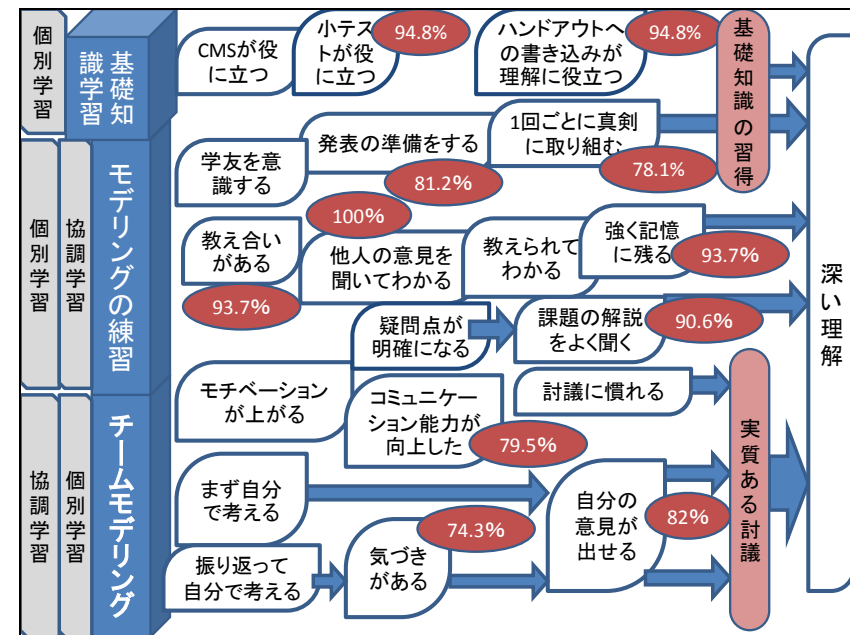 個別学習
基礎知
識学習
CMSが役
に立つ
小テス
トが役
に立つ
94.8%
ハンドアウトへ
の書き込みが
理解に役立つ
94.8%
基礎知識の習得
深い理解
個別学習
協調学習
モデリングの練習
学友を意
識する
発表の準備をする
81.2%
1回ごとに真剣
に取り組む
78.1%
教え合い
がある
93.7%
100%
他人の意見を
聞いてわかる
教えられて
わかる
強く記憶
に残る
93.7%
疑問点が
明確になる
課題の解説
をよく聞く
90.6%
モチベーション
が上がる
コミュニケー
ション能力が
向上した
79.5%
討議に慣れる
実質ある討議
協調学習
個別学習
チームモデリング
まず自分
で考える
自分の
意見が
出せる
82%
振り返って
自分で考える
気づき
がある
74.3%